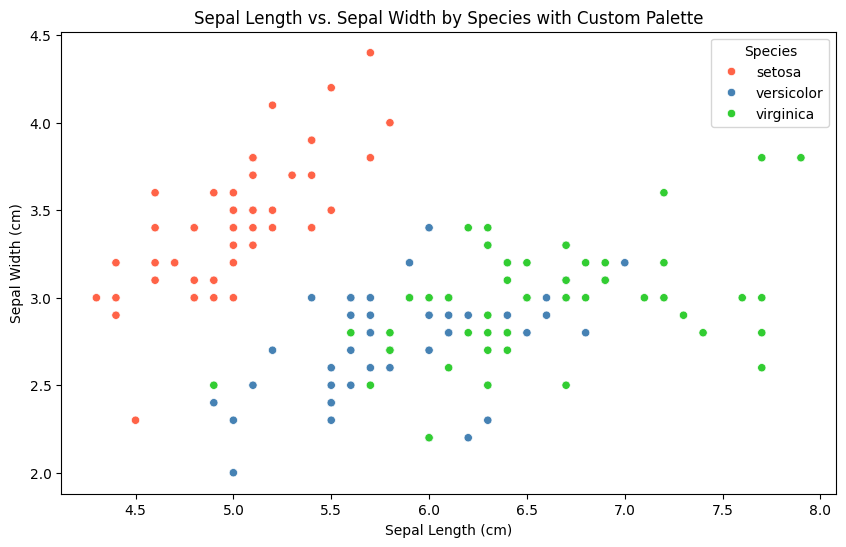 Sepal Length vs. Sepal Width by Species with Custom Palette
4.5
4.0
3.5
3.0
2.5
2.0
Sepal Width (cm)
Species
setosa
versicolor
virginica
4.5 5.0 5.5 6.0 6.5 7.0 7.5 8.0
Sepal Length (cm)